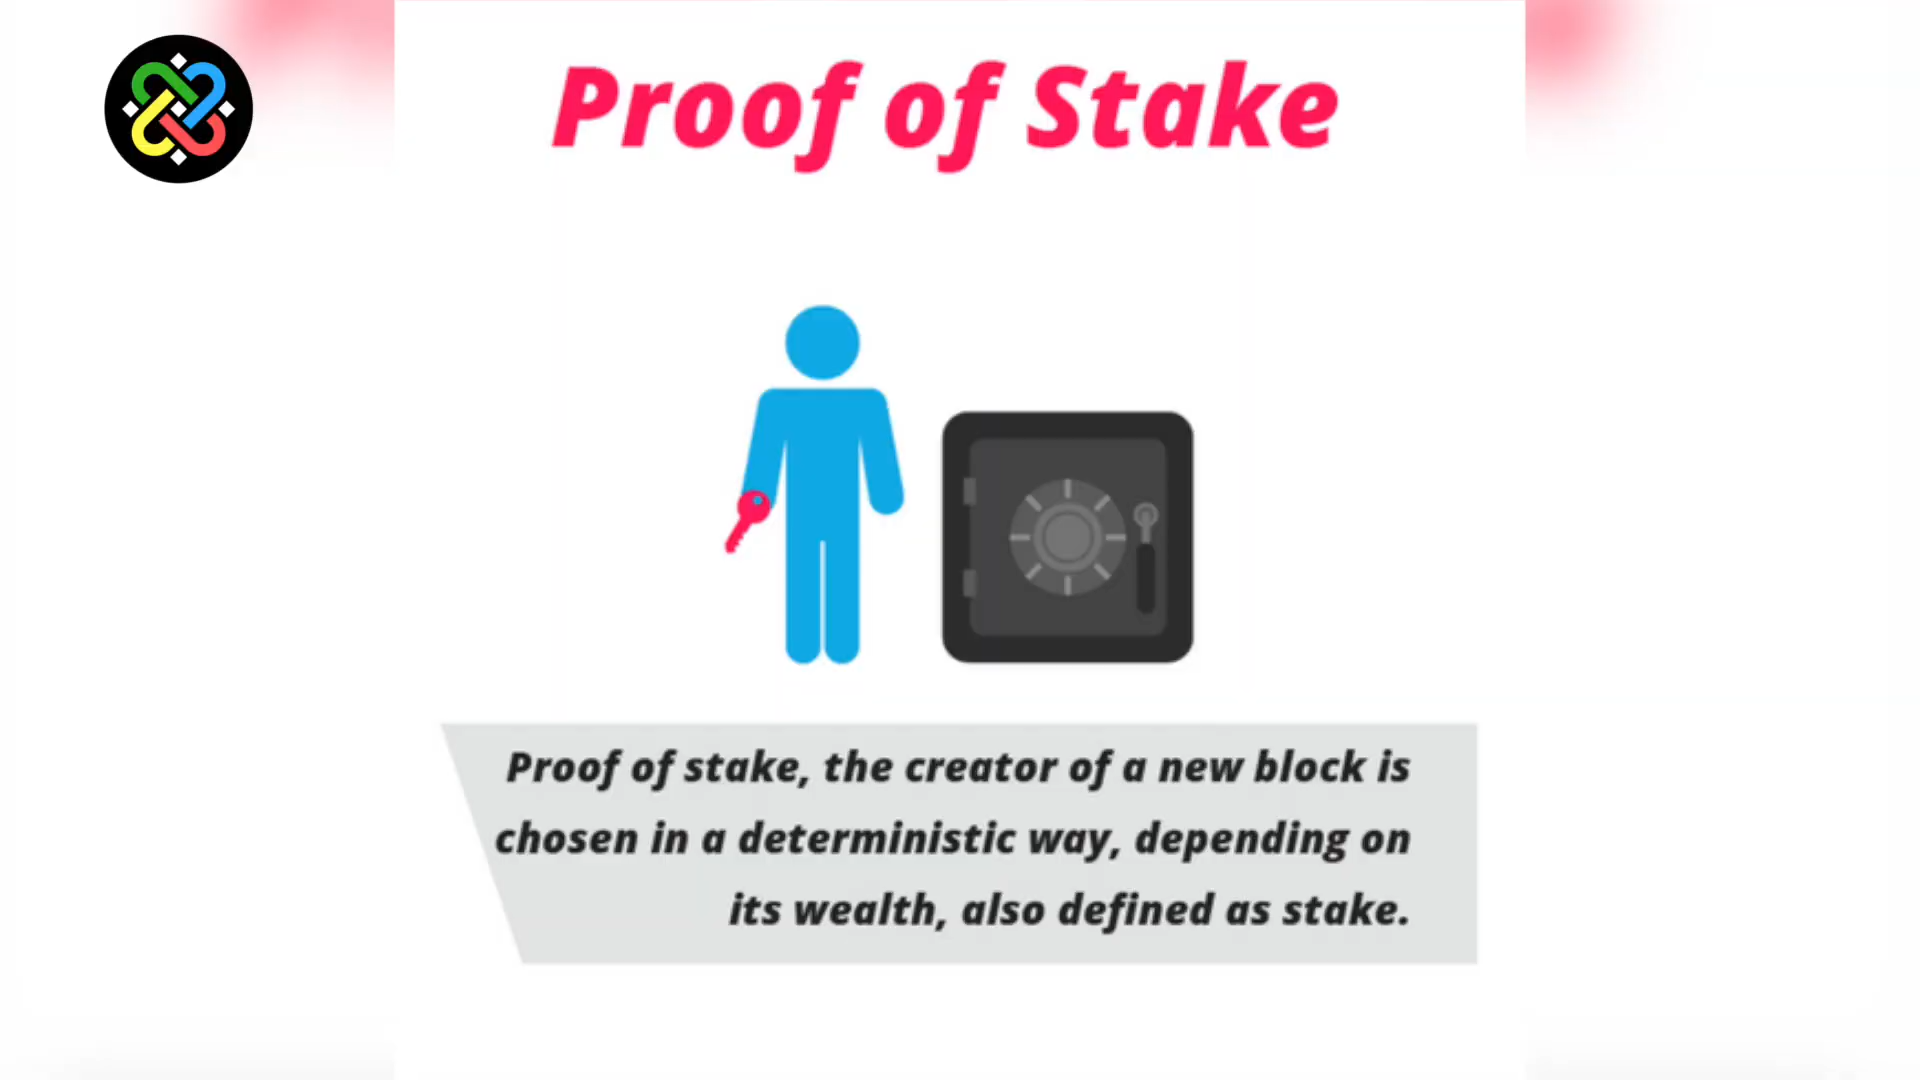 Proof of Stake
Proof of stake, the creator of a new block is
chosen in a deterministic way, depending on
its wealth, also defined as stake.